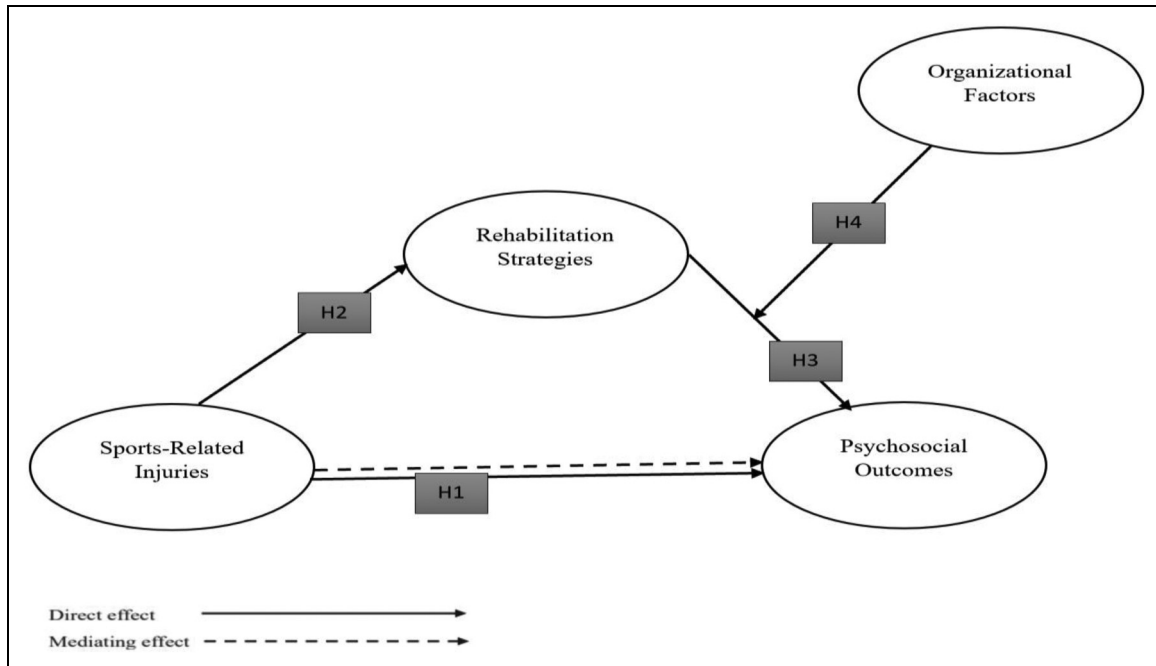 Organizational
Factors
H4
Rehabilitation
Strategies
H2
H3
Sports-Related
Injuries
Psychosocial
Outcomes
H1
Direct effect
Mediating effect